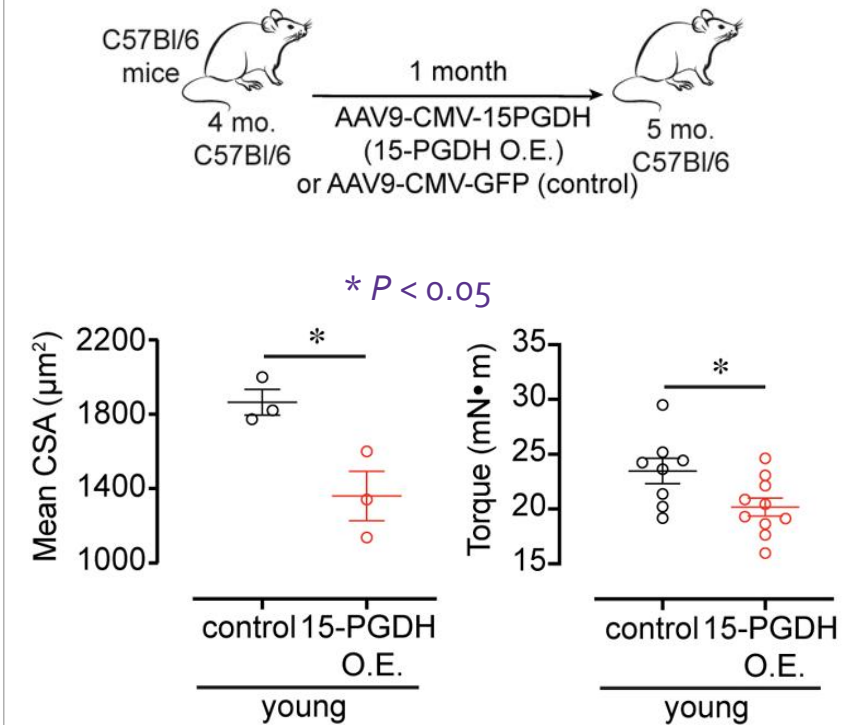 C57Bl/6
mice
4 mo.
C57Bl/6
1 month
AAV9-CMV-15PGDH
(15-PGDH O.E.)
or AAV9-CMV-GFP (control)
5 mo.
C57Bl/6
* P < 0.05
Mean CSA (µm²)
2200
1800
1400
1000
*
control 15-PGDH
O.E.
young
Torque (mN•m)
35
30
25
20
15
*
control 15-PGDH
O.E.
young